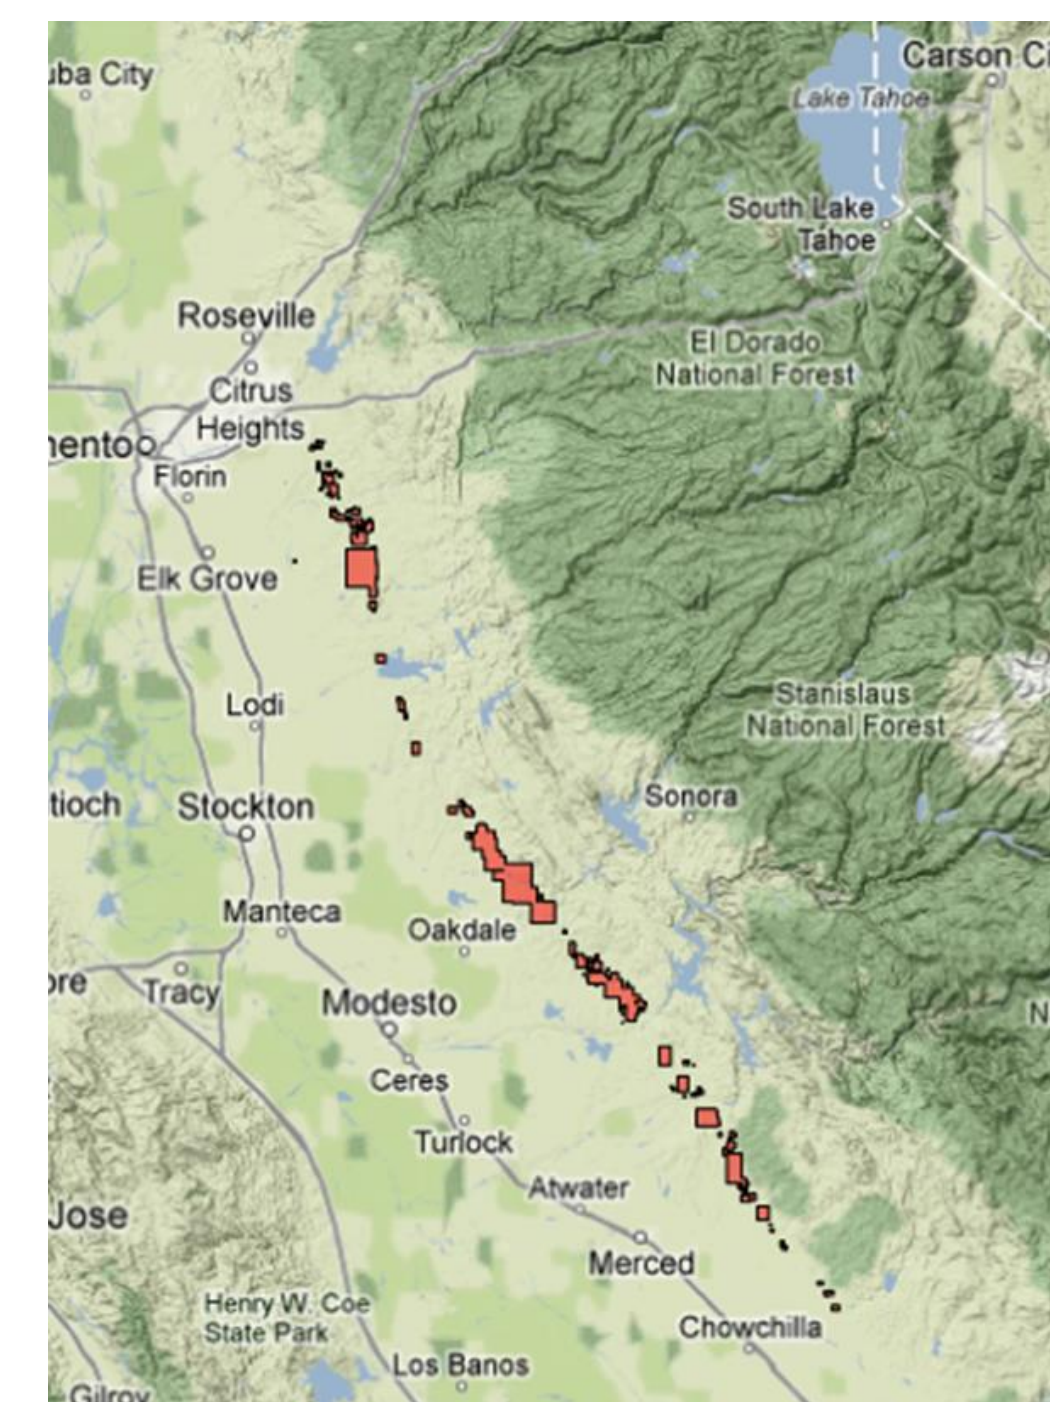 uba City
Carson Ci
Lake Tahoe
South Lake
Tahoe
Roseville
El Dorado
National Forest
Citrus
Heights
mento
Florin
Elk Grove
Stanislaus
National Forest
Lodi
tioch
Stockton
Sonora
Manteca
Oakdale
ore
Tracy
Modesto
N
Ceres
Turlock
Atwater
Jose
Merced
Henry W. Coe
State Park
Chowchilla
Los Banos
Gilroy